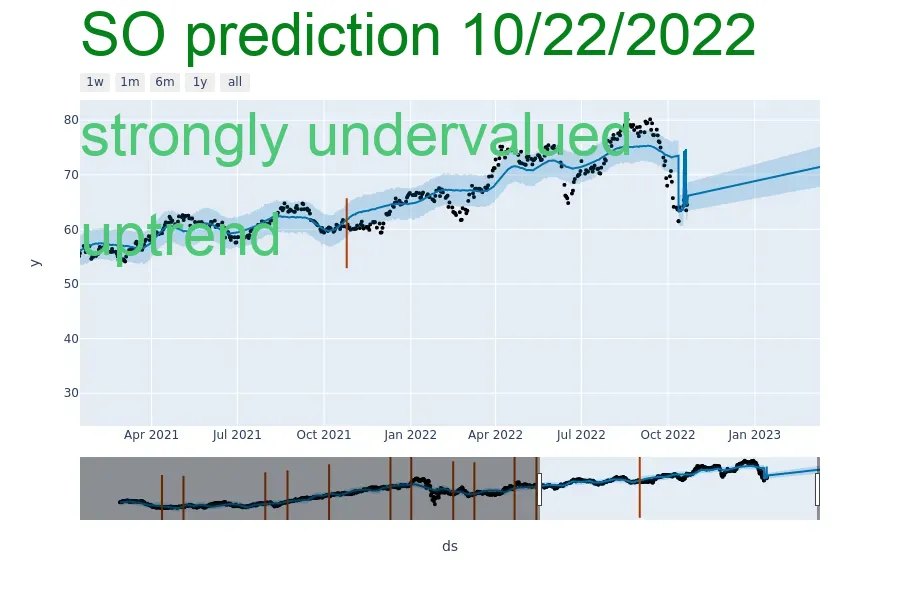 SO prediction 10/22/2022
1w 1m 6m 1y all
strongly undervalued
uptrend
80
70
60
50
40
30
y
Apr 2021 Jul 2021 Oct 2021 Jan 2022 Apr 2022 Jul 2022 Oct 2022 Jan 2023
ds